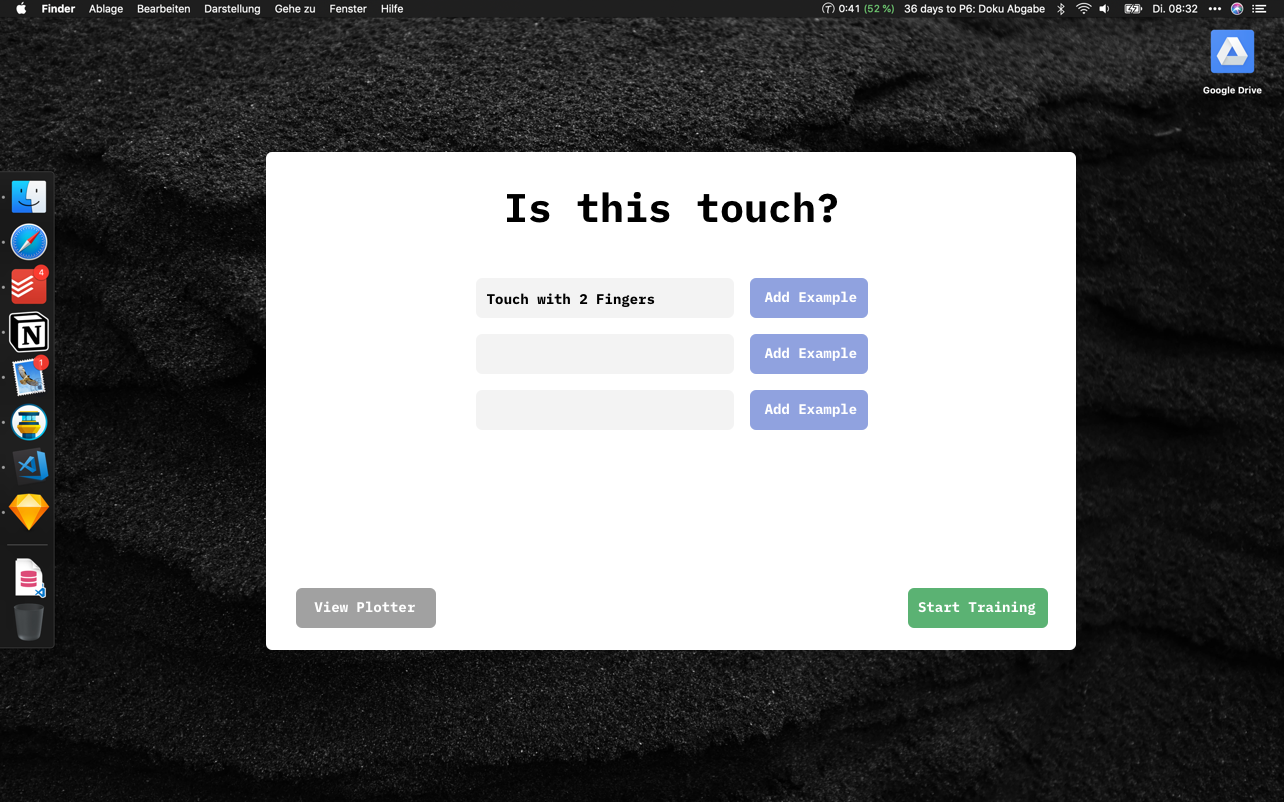 Finder Ablage Bearbeiten Darstellung Gehe zu Fenster Hilfe 0:41 (52 %) 36 days to P6: Doku Abgabe Di. 08:32
Google Drive
Is this touch?
Touch with 2 Fingers Add Example
Add Example
Add Example
4
N
1
View Plotter Start Training